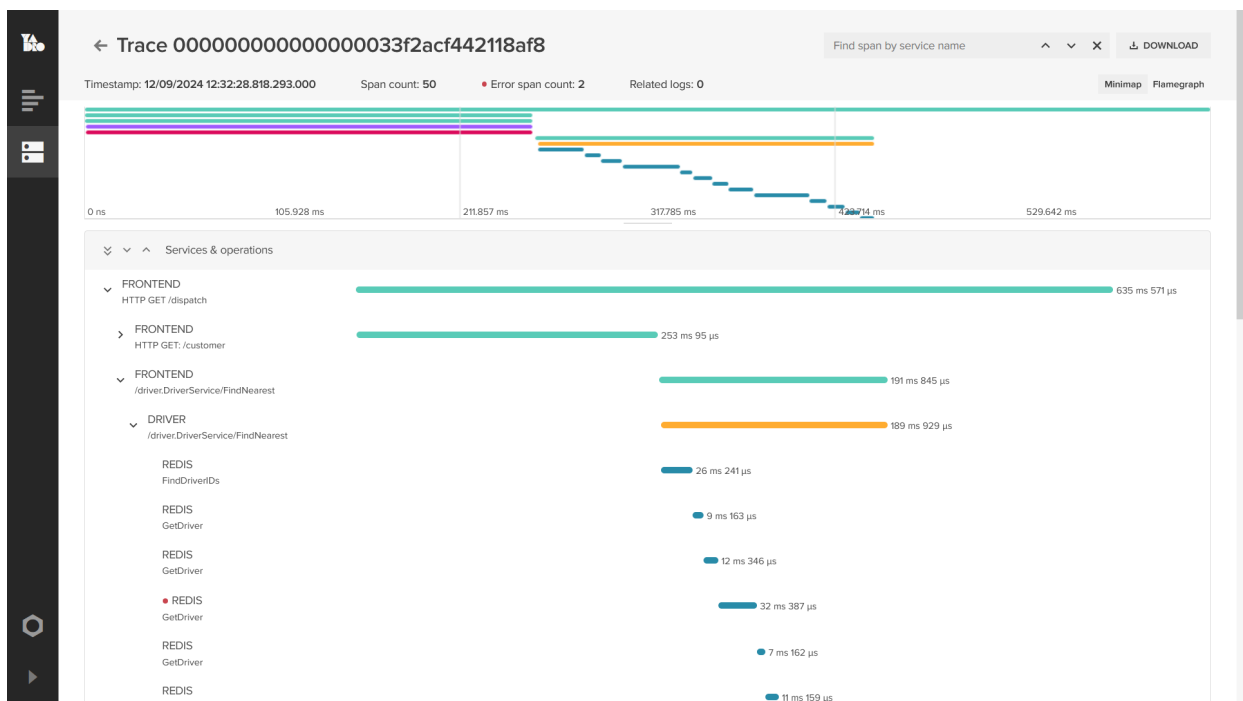 YADRO
Trace 000000000000000033f2acf442118af8
Find span by service name
DOWNLOAD
Timestamp: 12/09/2024 12:32:28.818.293.000
Span count: 50
Error span count: 2
Related logs: 0
Minimap
Flamegraph
0 ns
105.928 ms
211.857 ms
317.785 ms
423.714 ms
529.642 ms
Services & operations
FRONTEND
HTTP GET /dispatch
635 ms 571 µs
FRONTEND
HTTP GET: /customer
253 ms 95 µs
FRONTEND
/driver.DriverService/FindNearest
191 ms 845 µs
DRIVER
/driver.DriverService/FindNearest
189 ms 929 µs
REDIS
FindDriverIDs
26 ms 241 µs
REDIS
GetDriver
9 ms 163 µs
REDIS
GetDriver
12 ms 346 µs
REDIS
GetDriver
32 ms 387 µs
REDIS
GetDriver
7 ms 162 µs
REDIS
11 ms 159 µs